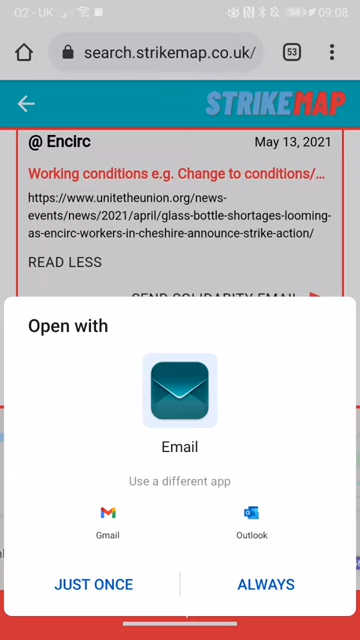 O2 - UK
09:08
search.strikemap.co.uk/
53
STRIKEMAP
@ Encirc
May 13, 2021
Working conditions e.g. Change to conditions/...
https://www.unitetheunion.org/news-
events/news/2021/april/glass-bottle-shortages-looming-
as-encirc-workers-in-cheshire-announce-strike-action/
READ LESS
SEND SOLIDARITY EMAIL
Open with
Email
Use a different app
Gmail
Outlook
JUST ONCE
ALWAYS